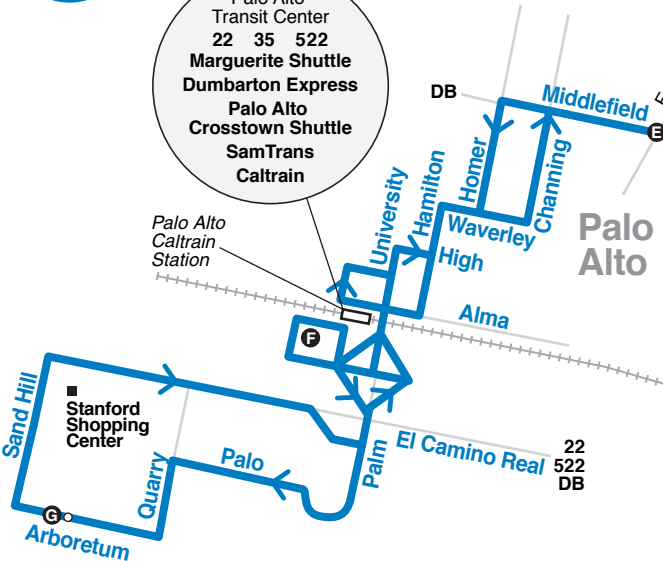 Palo Alto
Transit Center
22 35 522
Marguerite Shuttle
Dumbarton Express
Palo Alto
Crosstown Shuttle
SamTrans
Caltrain
DB
Middlefield
E
Homer
Channing
Hamilton
University
Waverley
High
Palo
Alto
Palo Alto
Caltrain
Station
Alma
F
Sand Hill
Stanford
Shopping
Center
Quarry
Palo
Palm
El Camino Real
22
522
DB
G
Arboretum